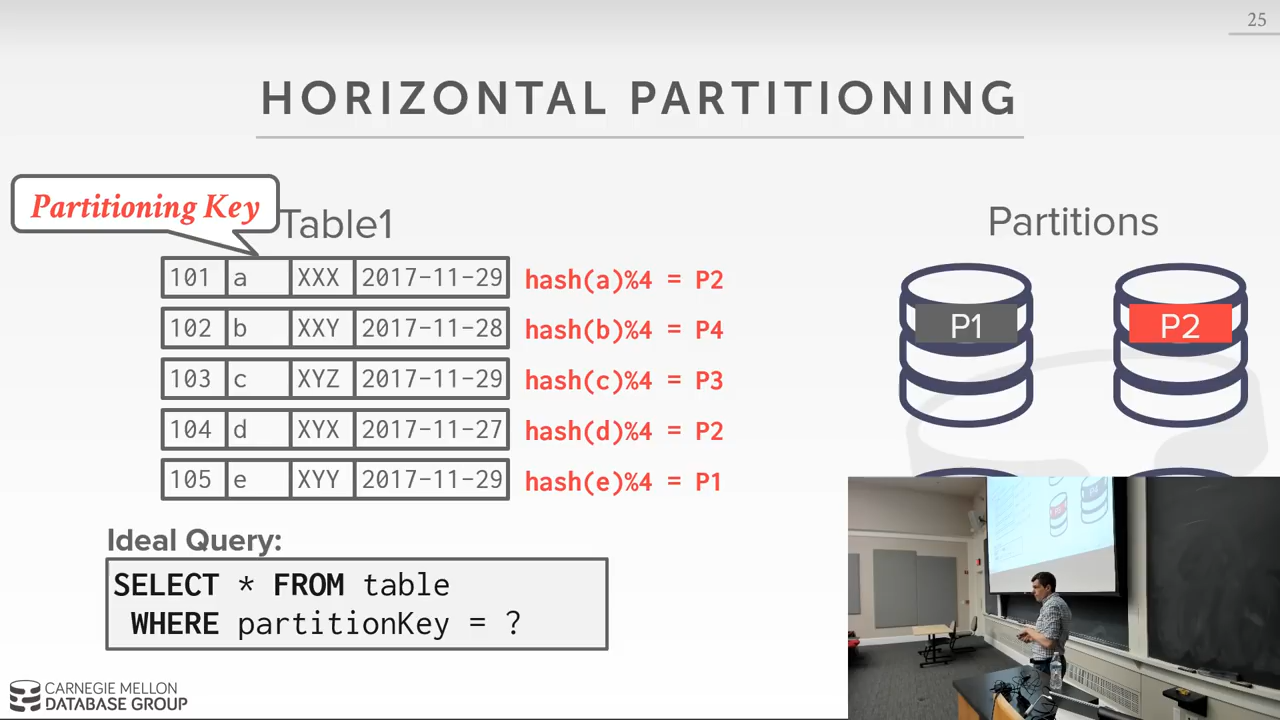 25
HORIZONTAL PARTITIONING
Partitioning Key
Table1
Partitions
101 a XXX 2017-11-29 hash(a)%4 = P2
102 b XXY 2017-11-28 hash(b)%4 = P4
103 c XYZ 2017-11-29 hash(c)%4 = P3
104 d XYX 2017-11-27 hash(d)%4 = P2
105 e XYY 2017-11-29 hash(e)%4 = P1
P1
P2
Ideal Query:
SELECT * FROM table
WHERE partitionKey = ?
CARNEGIE MELLON
DATABASE GROUP